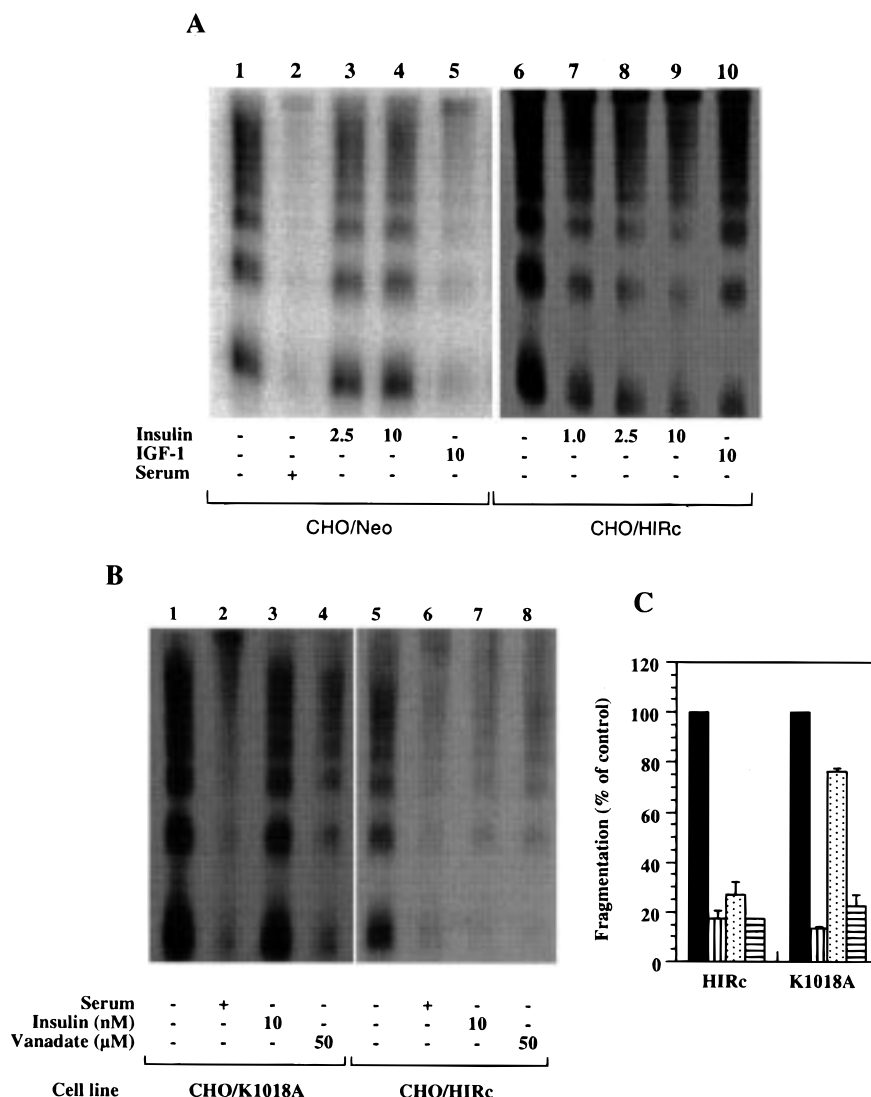 A
1 2 3 4 5 6 7 8 9 10
Insulin - - 2.5 10 - - 1.0 2.5 10 -
IGF-1 - - - - 10 - - - - 10
Serum - + - - - - - - - -
CHO/Neo CHO/HIRc
B
1 2 3 4 5 6 7 8
Serum - + - - - + - -
Insulin (nM) - - 10 - - - 10 -
Vanadate (µM) - - - 50 - - - 50
Cell line CHO/K1018A CHO/HIRc
C
Fragmentation (% of control)
120
100
80
60
40
20
0
HIRc K1018A